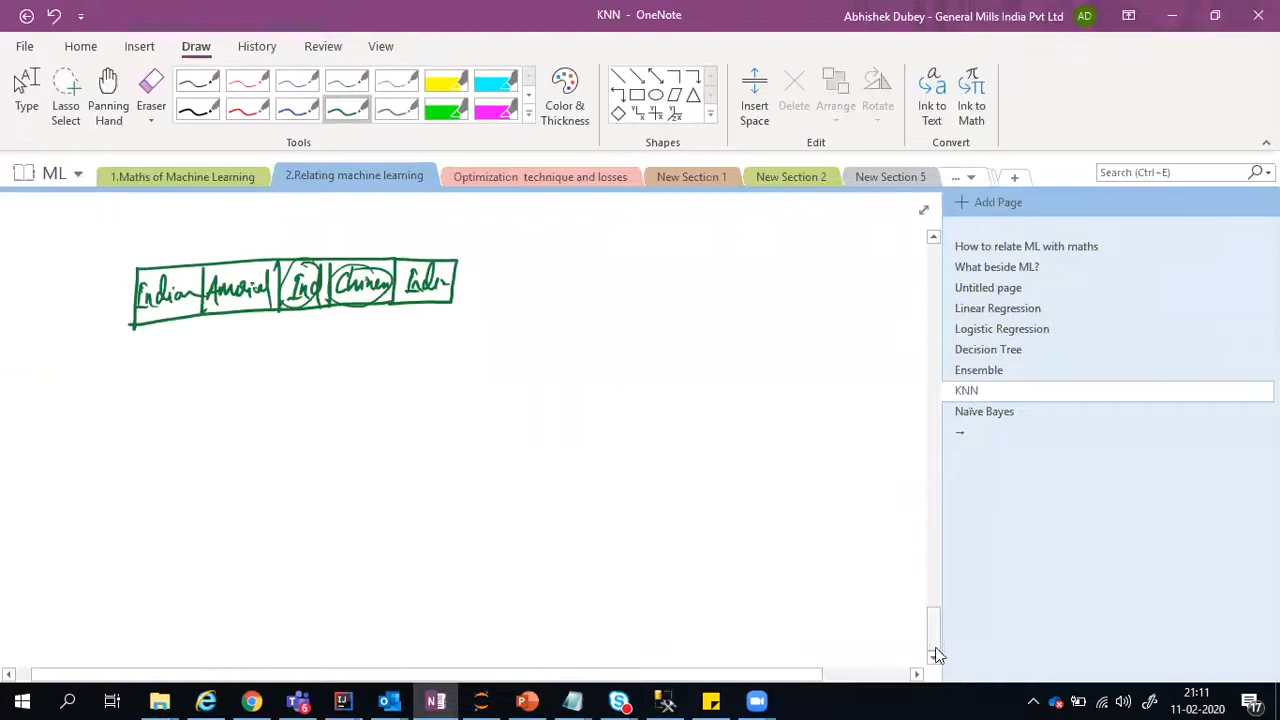 KNN - OneNote
Abhishek Dubey - General Mills India Pvt Ltd
AD
File Home Insert Draw History Review View
Type
Lasso Select
Panning Hand
Eraser
Color & Thickness
Insert Space
Delete
Arrange
Rotate
Ink to Text
Ink to Math
Tools
Shapes
Edit
Convert
ML
1.Maths of Machine Learning
2.Relating machine learning
Optimization technique and losses
New Section 1
New Section 2
New Section 5
...
Search (Ctrl+E)
Add Page
How to relate ML with maths
What beside ML?
Untitled page
Linear Regression
Logistic Regression
Decision Tree
Ensemble
KNN
Naïve Bayes
→
Indian Ind
21:11
11-02-2020
17